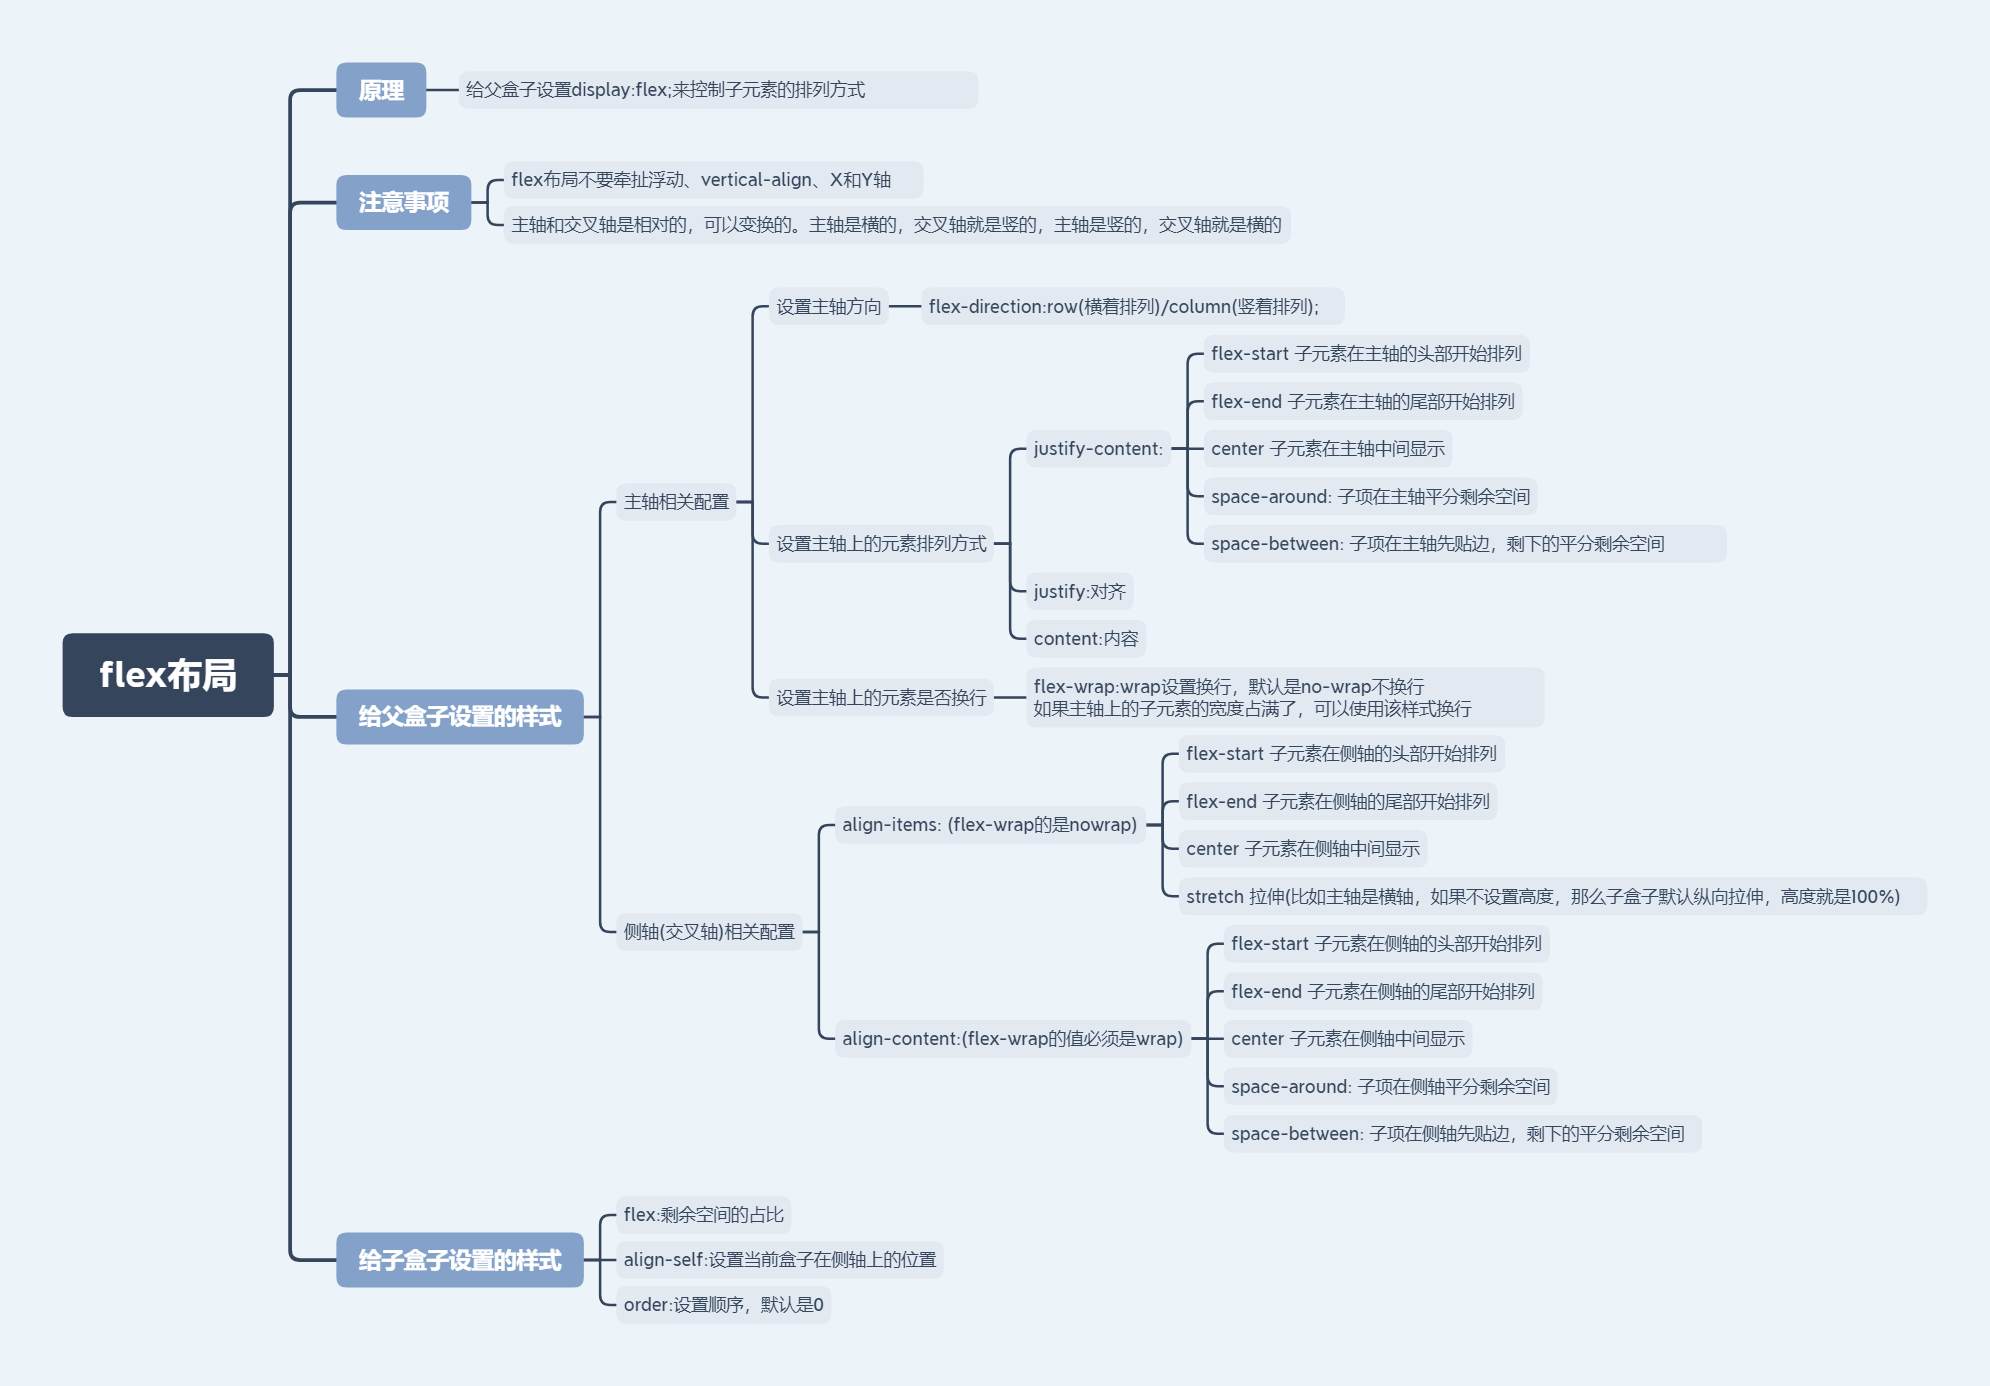 flex布局
原理
给父盒子设置display:flex;来控制子元素的排列方式
注意事项
flex布局不要牵扯浮动、vertical-align、X和Y轴
主轴和交叉轴是相对的，可以变换的。主轴是横的，交叉轴就是竖的，主轴是竖的，交叉轴就是横的
给父盒子设置的样式
主轴相关配置
设置主轴方向
flex-direction:row(横着排列)/column(竖着排列);
设置主轴上的元素排列方式
justify-content:
flex-start 子元素在主轴的头部开始排列
flex-end 子元素在主轴的尾部开始排列
center 子元素在主轴中间显示
space-around: 子项在主轴平分剩余空间
space-between: 子项在主轴先贴边，剩下的平分剩余空间
justify:对齐
content:内容
设置主轴上的元素是否换行
flex-wrap:wrap设置换行，默认是no-wrap不换行
如果主轴上的子元素的宽度占满了，可以使用该样式换行
侧轴(交叉轴)相关配置
align-items: (flex-wrap的是nowrap)
flex-start 子元素在侧轴的头部开始排列
flex-end 子元素在侧轴的尾部开始排列
center 子元素在侧轴中间显示
stretch 拉伸(比如主轴是横轴，如果不设置高度，那么子盒子默认纵向拉伸，高度就是100%)
align-content:(flex-wrap的值必须是wrap)
flex-start 子元素在侧轴的头部开始排列
flex-end 子元素在侧轴的尾部开始排列
center 子元素在侧轴中间显示
space-around: 子项在侧轴平分剩余空间
space-between: 子项在侧轴先贴边，剩下的平分剩余空间
给子盒子设置的样式
flex:剩余空间的占比
align-self:设置当前盒子在侧轴上的位置
order:设置顺序，默认是0